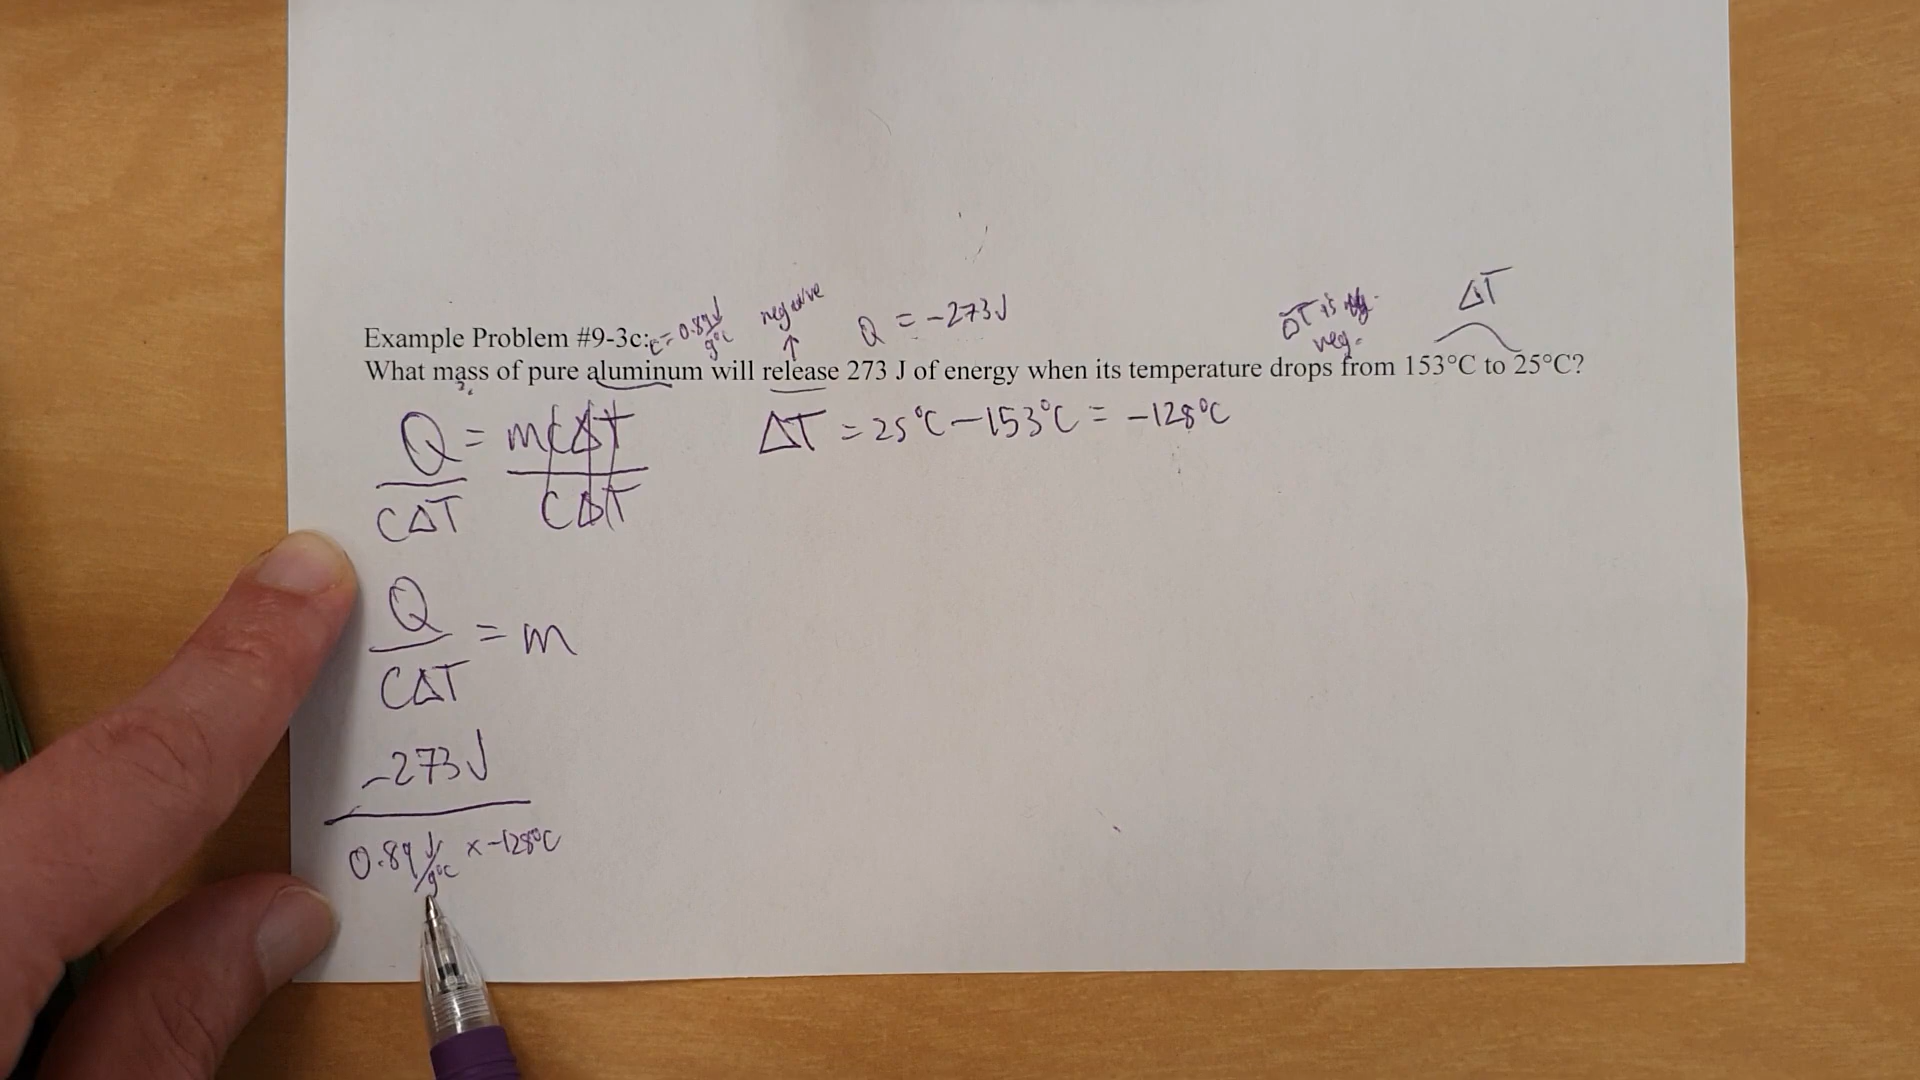 ΔT
negative
Q = -273J
ΔT is neg.
Example Problem #9-3c: c = 0.89 J/g°C
What mass of pure aluminum will release 273 J of energy when its temperature drops from 153°C to 25°C?
Q = mCΔT
CΔT CΔT
ΔT = 25°C - 153°C = -128°C
Q
CΔT = m
-273J
0.89 J/g°C x -128°C